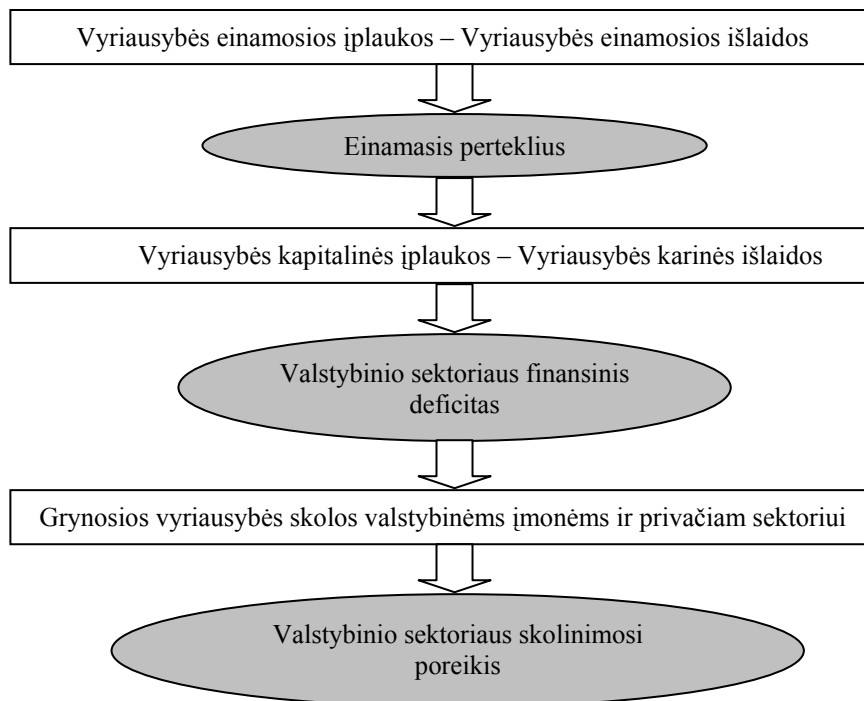 Vyriausybės einamosios įplaukos – Vyriausybės einamosios išlaidos
Einamasis perteklius
Vyriausybės kapitalinės įplaukos – Vyriausybės karinės išlaidos
Valstybinio sektoriaus finansinis
deficitas
Grynosios vyriausybės skolos valstybinėms įmonėms ir privačiam sektoriui
Valstybinio sektoriaus skolinimosi
poreikis